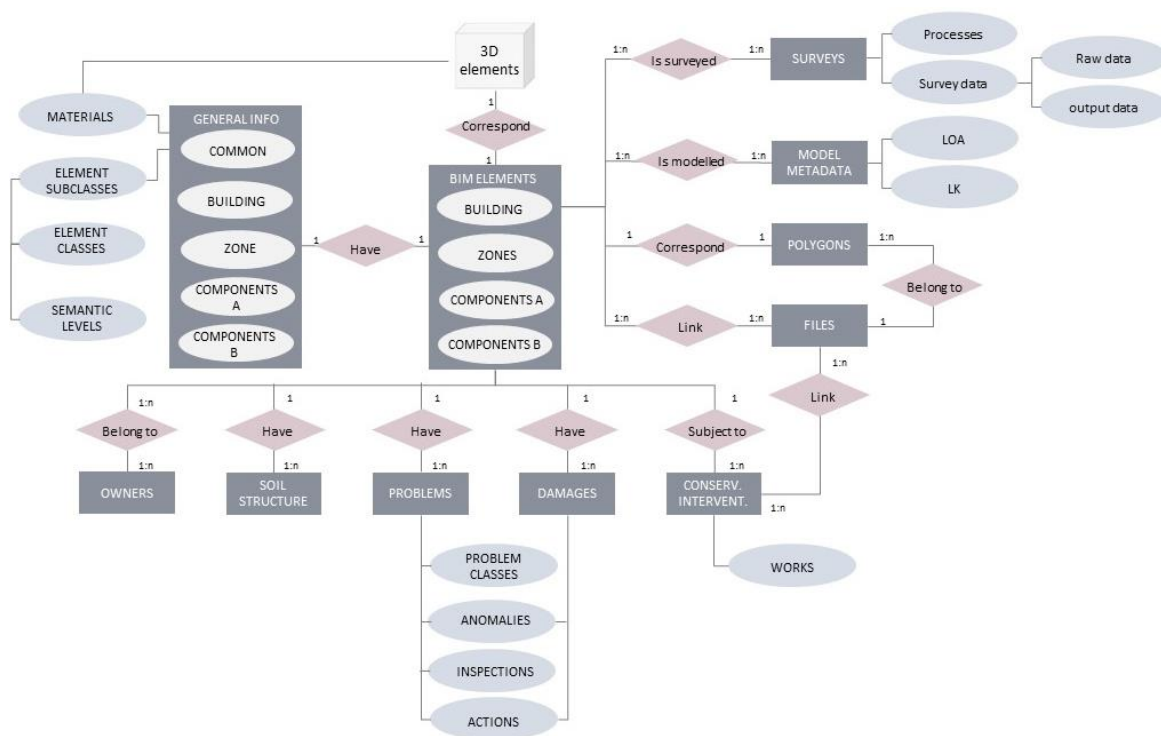 3D
elements
1
Correspond
1
MATERIALS
ELEMENT
SUBCLASSES
ELEMENT
CLASSES
SEMANTIC
LEVELS
GENERAL INFO
COMMON
BUILDING
ZONE
COMPONENTS
A
COMPONENTS
B
1
Have
1
BIM ELEMENTS
BUILDING
ZONES
COMPONENTS A
COMPONENTS B
1:n
Is surveyed
1:n
SURVEYS
Processes
Survey data
Raw data
output data
1:n
Is modelled
1:n
MODEL
METADATA
LOA
LK
1
Correspond
1
POLYGONS
1:n
Belong to
1
1:n
Link
1:n
FILES
1:n
Link
1:n
1:n
Belong to
1:n
OWNERS
1
Have
1:n
SOIL
STRUCTURE
1
Have
1:n
PROBLEMS
1
Have
1:n
DAMAGES
1
Subject to
1:n
CONSERV.
INTERVENT.
PROBLEM
CLASSES
ANOMALIES
INSPECTIONS
ACTIONS
WORKS